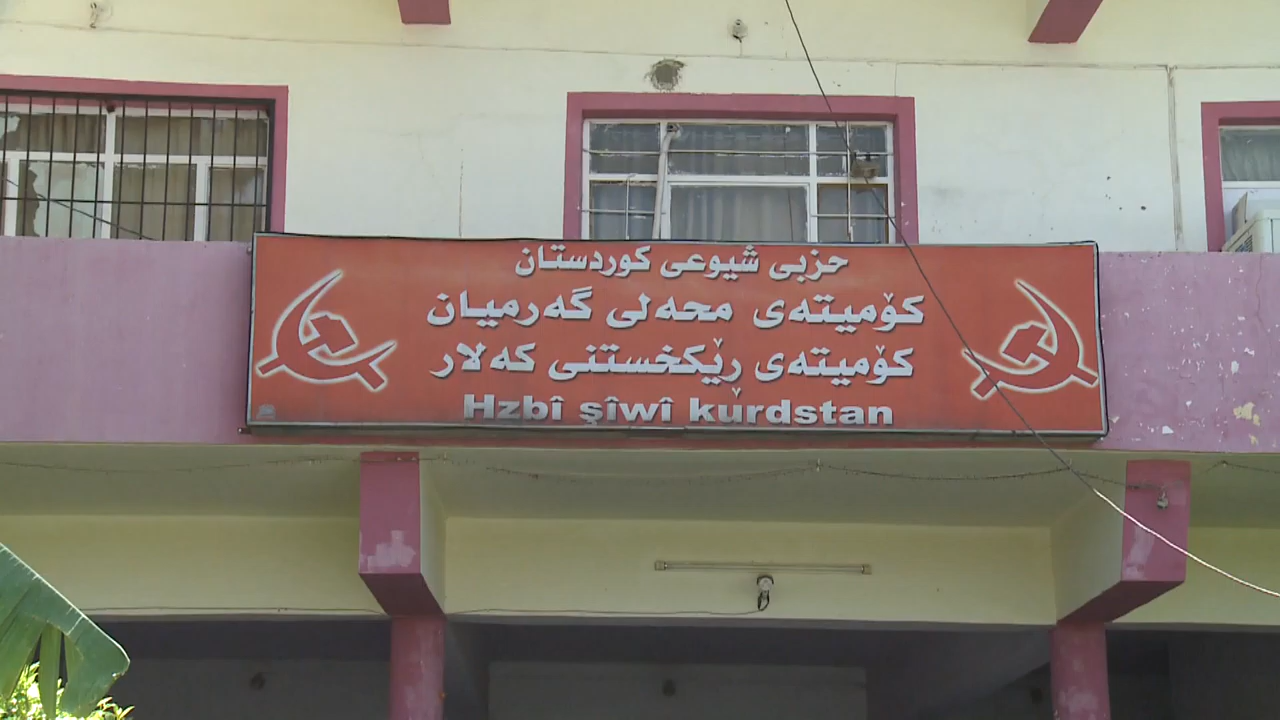 حزبی شیوعی کوردستان
کۆمیتەی محەلی گەرمیان
کۆمیتەی ڕێکخستنی کەلار
Hzbî şîwî kurdstan